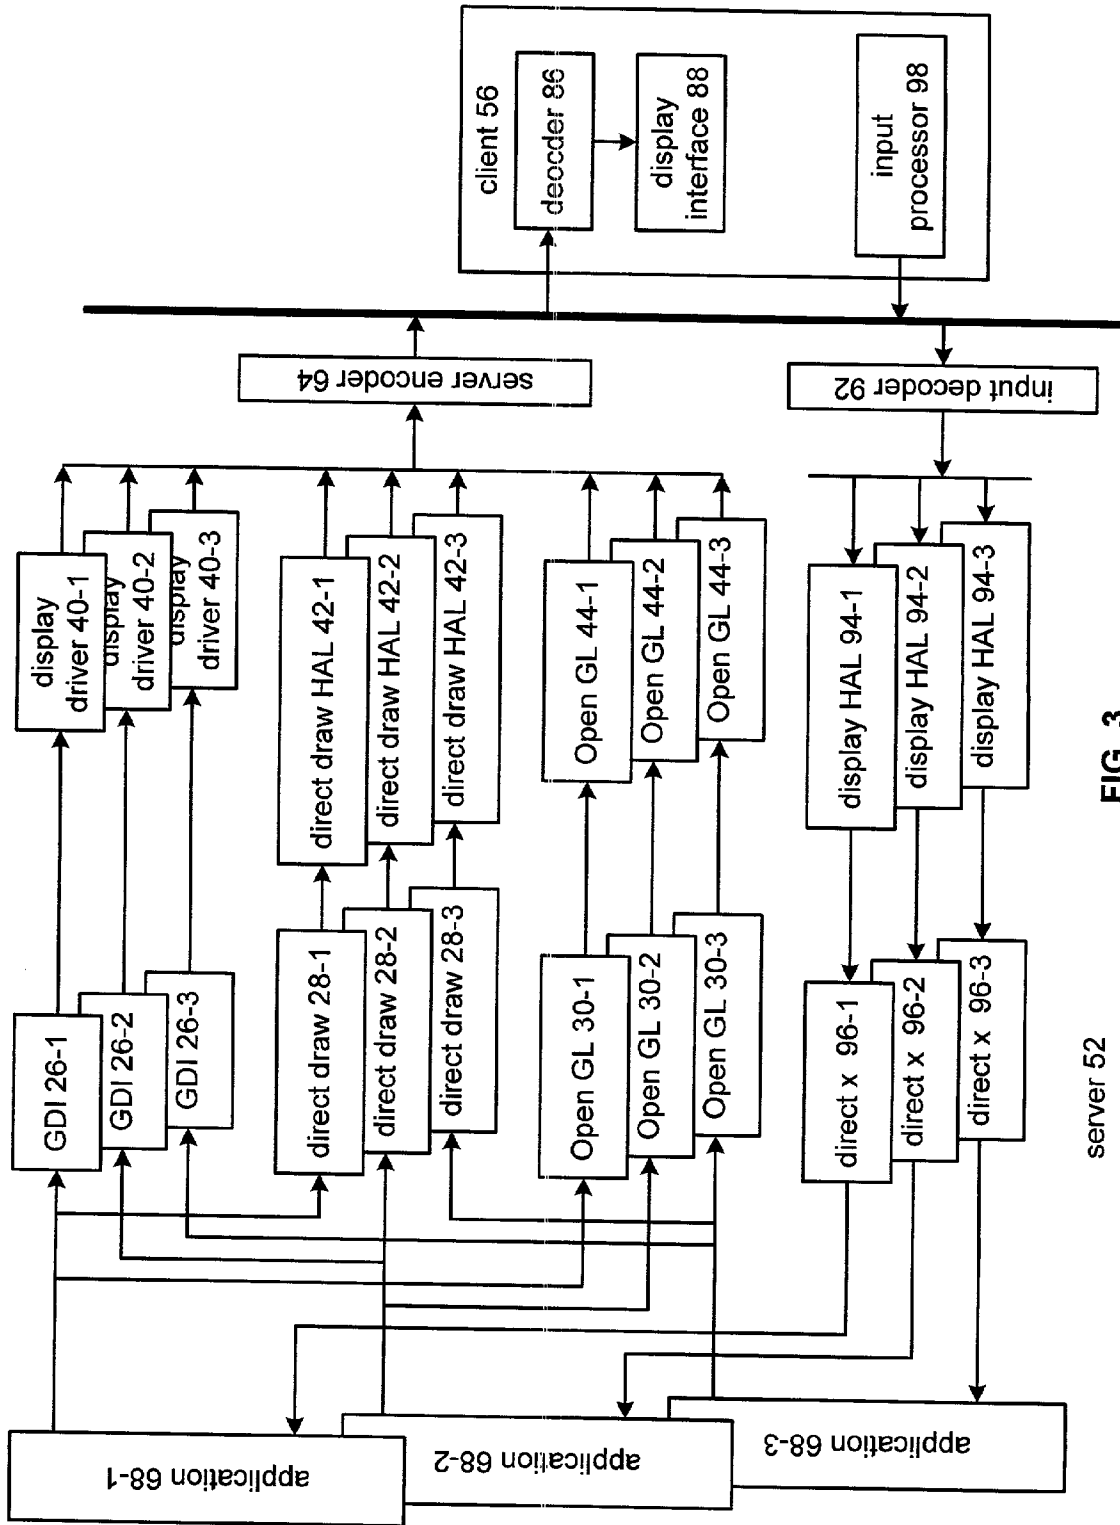 application 68-1
application 68-2
application 68-3
GDI 26-1
GDI 26-2
GDI 26-3
display
driver 40-1
display
driver 40-2
display
driver 40-3
direct draw 28-1
direct draw 28-2
direct draw 28-3
direct draw HAL 42-1
direct draw HAL 42-2
direct draw HAL 42-3
Open GL 30-1
Open GL 30-2
Open GL 30-3
Open GL 44-1
Open GL 44-2
Open GL 44-3
direct x 96-1
direct x 96-2
direct x 96-3
display HAL 94-1
display HAL 94-2
display HAL 94-3
server encoder 64
input decoder 92
client 56
deocder 86
display
interface 88
input
processor 98
server 52
FIG. 3